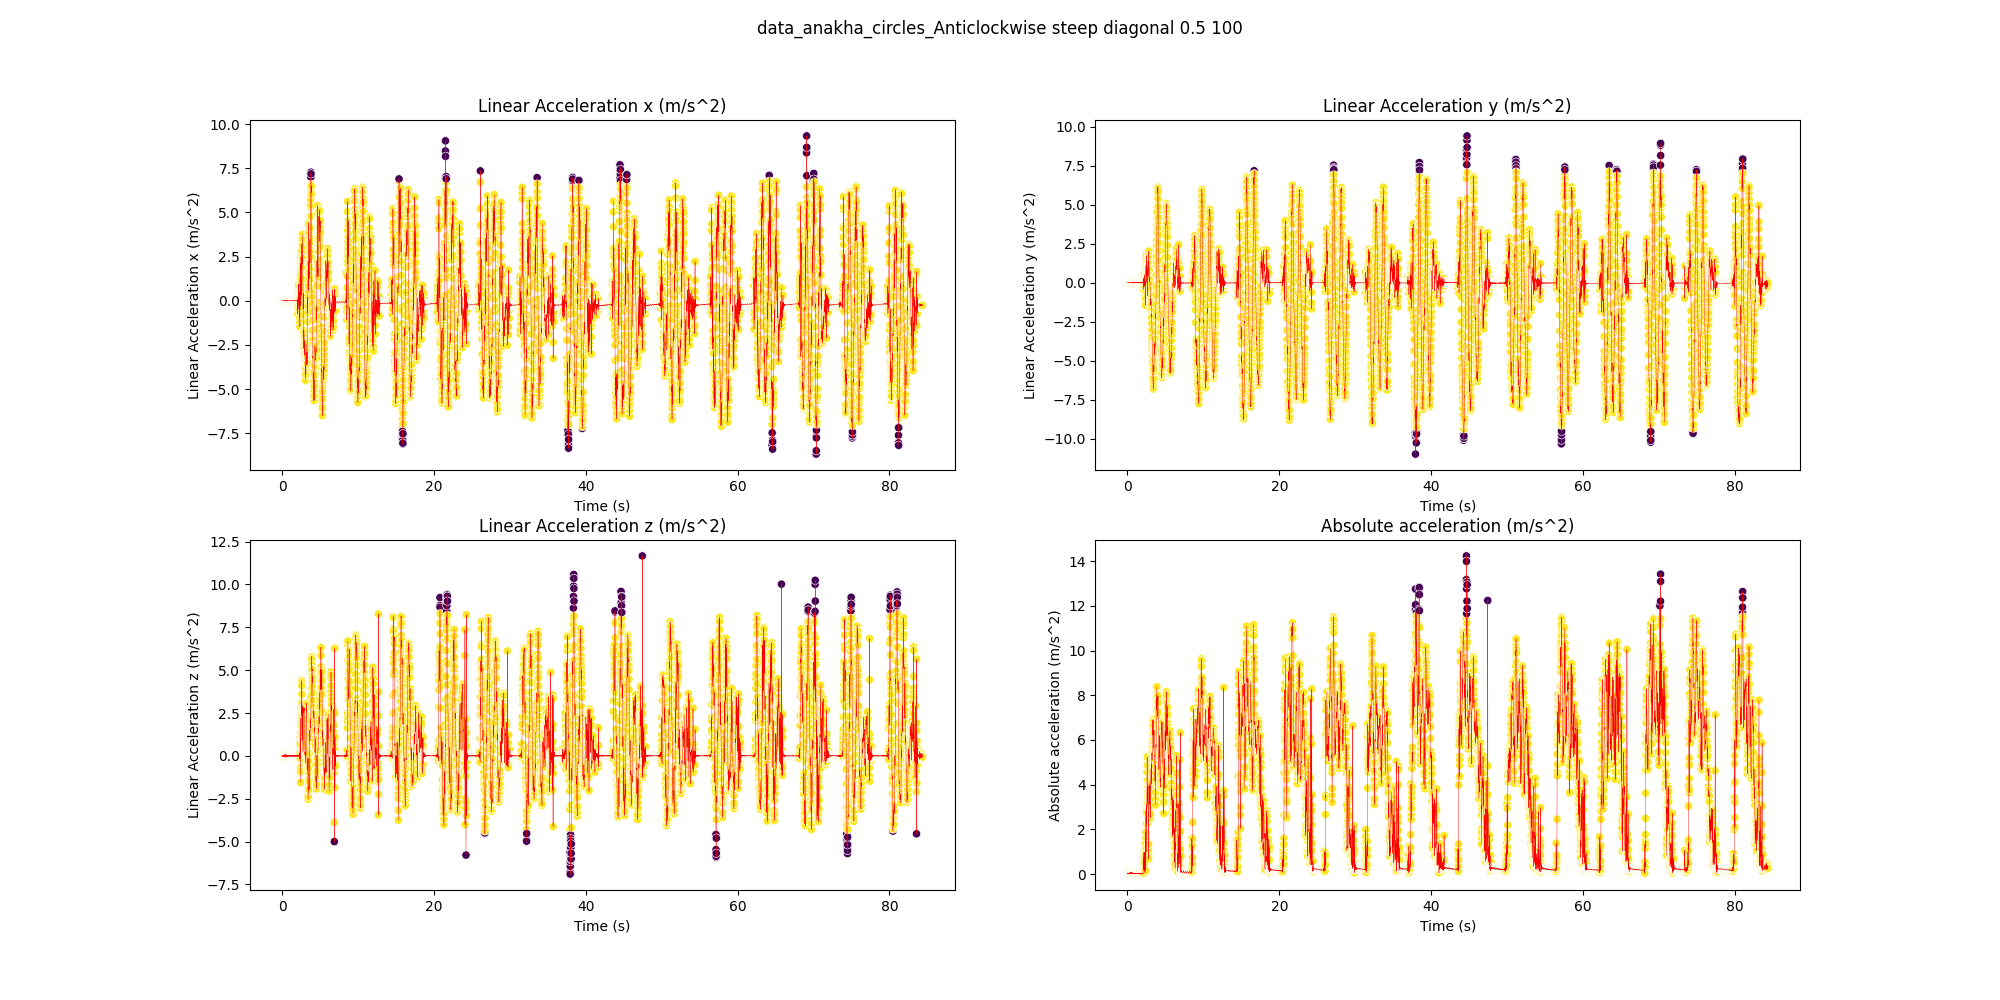 data_anakha_circles_Anticlockwise steep diagonal 0.5 100
Linear Acceleration x (m/s^2)
Linear Acceleration x (m/s^2)
10.0
7.5
5.0
2.5
0.0
−2.5
−5.0
−7.5
0 20 40 60 80
Time (s)
Linear Acceleration y (m/s^2)
Linear Acceleration y (m/s^2)
10.0
7.5
5.0
2.5
0.0
−2.5
−5.0
−7.5
−10.0
0 20 40 60 80
Time (s)
Linear Acceleration z (m/s^2)
Linear Acceleration z (m/s^2)
12.5
10.0
7.5
5.0
2.5
0.0
−2.5
−5.0
−7.5
0 20 40 60 80
Time (s)
Absolute acceleration (m/s^2)
Absolute acceleration (m/s^2)
14
12
10
8
6
4
2
0
0 20 40 60 80
Time (s)